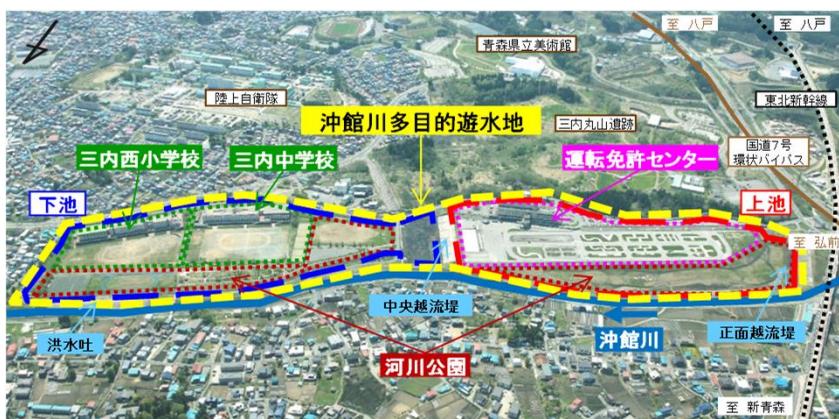 至 八戸
至 八戸
青森県立美術館
陸上自衛隊
東北新幹線
沖館川多目的遊水地
三内丸山遺跡
国道7号
環状バイパス
三内西小学校
三内中学校
運転免許センター
下池
上池
至 弘前
中央越流堤
正面越流堤
洪水吐
沖館川
河川公園
至 新青森